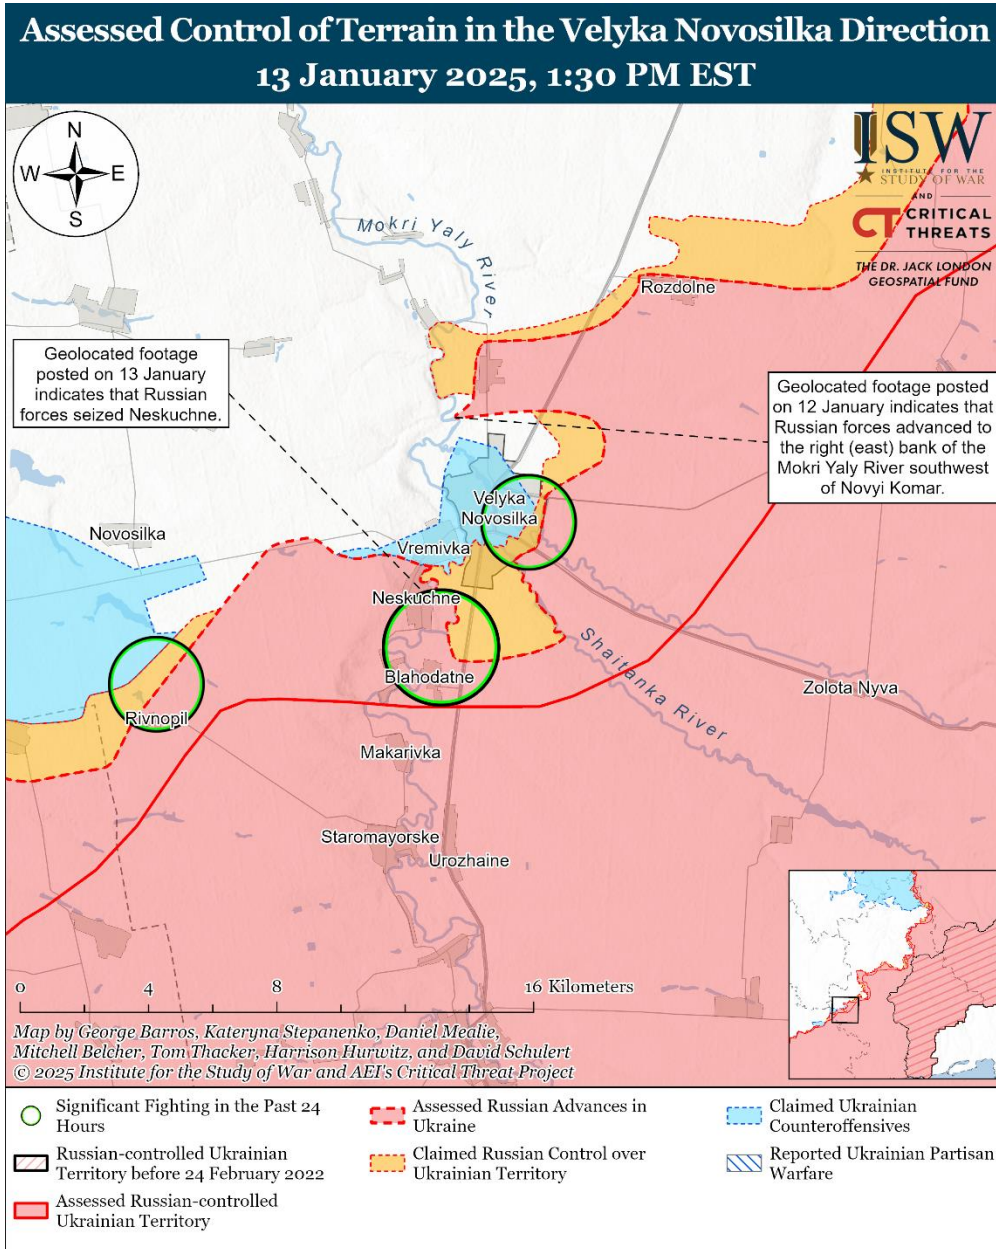 Assessed Control of Terrain in the Velyka Novosilka Direction
13 January 2025, 1:30 PM EST
N
W
E
S
ISW
INSTITUTE FOR THE
STUDY OF WAR
AND
CT CRITICAL
THREATS
THE DR. JACK LONDON
GEOSPATIAL FUND
Mokri Yaly River
Rozdolne
Geolocated footage
posted on 13 January
indicates that Russian
forces seized Neskuchne.
Geolocated footage posted
on 12 January indicates that
Russian forces advanced to
the right (east) bank of the
Mokri Yaly River southwest
of Novyi Komar.
Velyka
Novosilka
Novosilka
Vremivka
Neskuchne
Shaitanka River
Blahodatne
Zolota Nyva
Rivnopil
Makarivka
Staromayorske
Urozhaine
0 4 8 16 Kilometers
Map by George Barros, Kateryna Stepanenko, Daniel Mealie,
Mitchell Belcher, Tom Thacker, Harrison Hurwitz, and David Schulert
© 2025 Institute for the Study of War and AEI's Critical Threat Project
Significant Fighting in the Past 24
Hours
Russian-controlled Ukrainian
Territory before 24 February 2022
Assessed Russian-controlled
Ukrainian Territory
Assessed Russian Advances in
Ukraine
Claimed Russian Control over
Ukrainian Territory
Claimed Ukrainian
Counteroffensives
Reported Ukrainian Partisan
Warfare